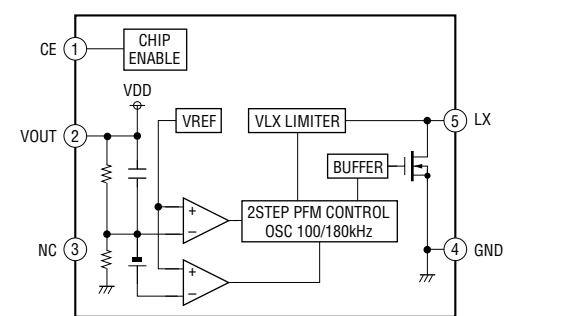 CE 1 CHIP
ENABLE
VDD
VOUT 2
VREF
VLX LIMITER
5 LX
BUFFER
+
−
2STEP PFM CONTROL
OSC 100/180kHz
NC 3
4 GND
+
−